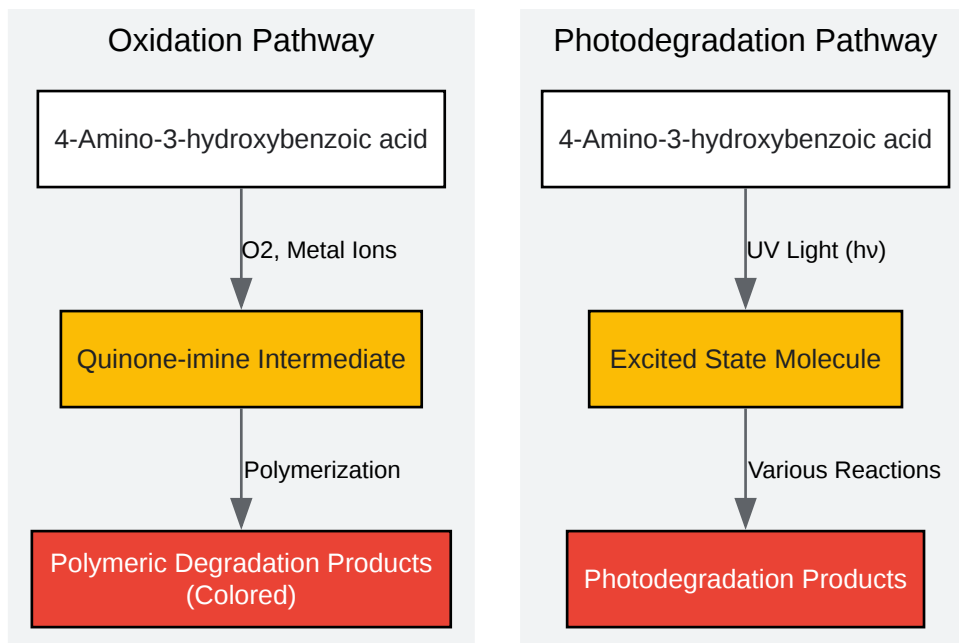 Oxidation Pathway
4-Amino-3-hydroxybenzoic acid
O2, Metal Ions
Quinone-imine Intermediate
Polymerization
Polymeric Degradation Products
(Colored)
Photodegradation Pathway
4-Amino-3-hydroxybenzoic acid
UV Light (hν)
Excited State Molecule
Various Reactions
Photodegradation Products